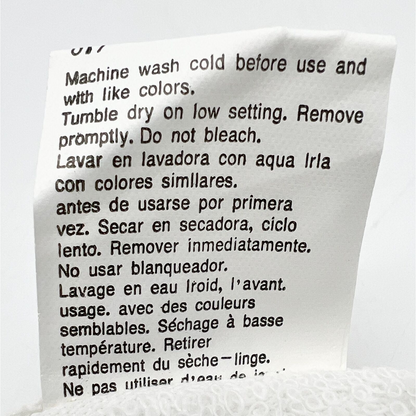 Machine wash cold before use and
with like colors.
Tumble dry on low setting. Remove
promptly. Do not bleach.
Lavar en lavadora con aqua Irla
con colores simllares.
antes de usarse por primera
vez. Secar en secadora, ciclo
lento. Remover inmediatamente.
No usar blanqueador.
Lavage en eau Iroid, l'avant.
usage. avec des couleurs
semblables. Séchage à basse
température. Retirer
rapidement du sèche-linge.
Ne pas utiliser d'eau de